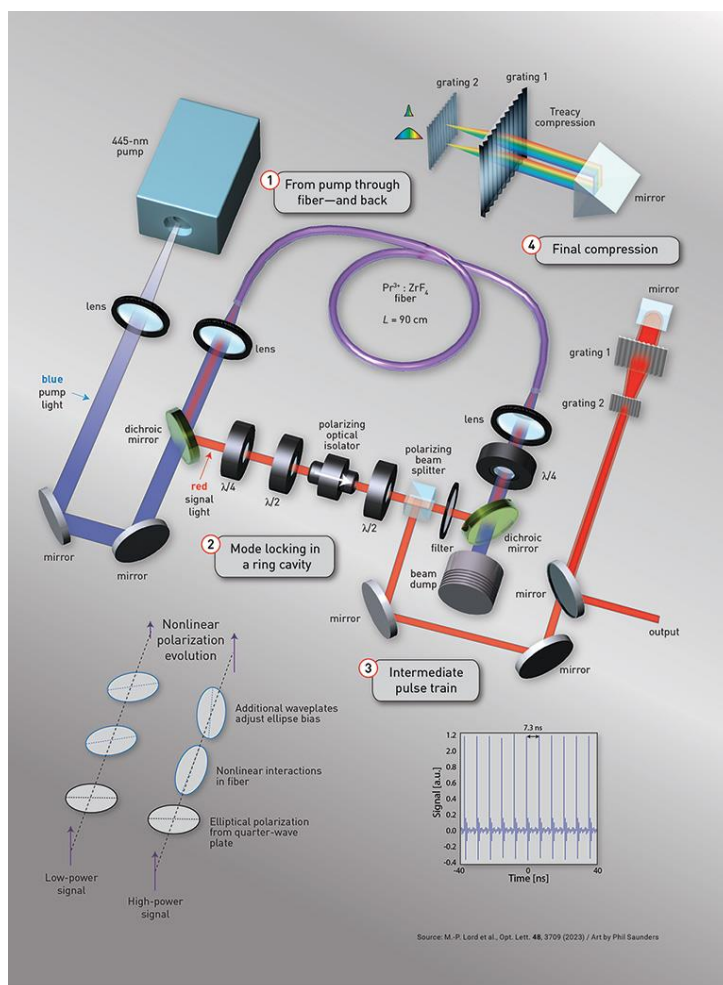 grating 1
grating 2
Treacy
compression
mirror
4 Final compression
445-nm
pump
1 From pump through
fiber—and back
Pr³⁺ : ZrF₄
fiber
L = 90 cm
lens
lens
mirror
grating 1
grating 2
blue
pump
light
dichroic
mirror
red
signal
light
λ/4
λ/2
polarizing
optical
isolator
λ/2
polarizing
beam
splitter
lens
λ/4
filter
dichroic
mirror
beam
dump
mirror
mirror
2 Mode locking in
a ring cavity
mirror
mirror
mirror
output
3 Intermediate
pulse train
Nonlinear
polarization
evolution
Additional waveplates
adjust ellipse bias
Nonlinear interactions
in fiber
Elliptical polarization
from quarter-wave
plate
Low-power
signal
High-power
signal
7.3 ns
Signal [a.u.]
1.2
1.0
0.8
0.6
0.4
0.2
0.0
-0.2
-0.4
-40
0
40
Time [ns]
Source: M.-P. Lord et al., Opt. Lett. 48, 3709 (2023) / Art by Phil Saunders